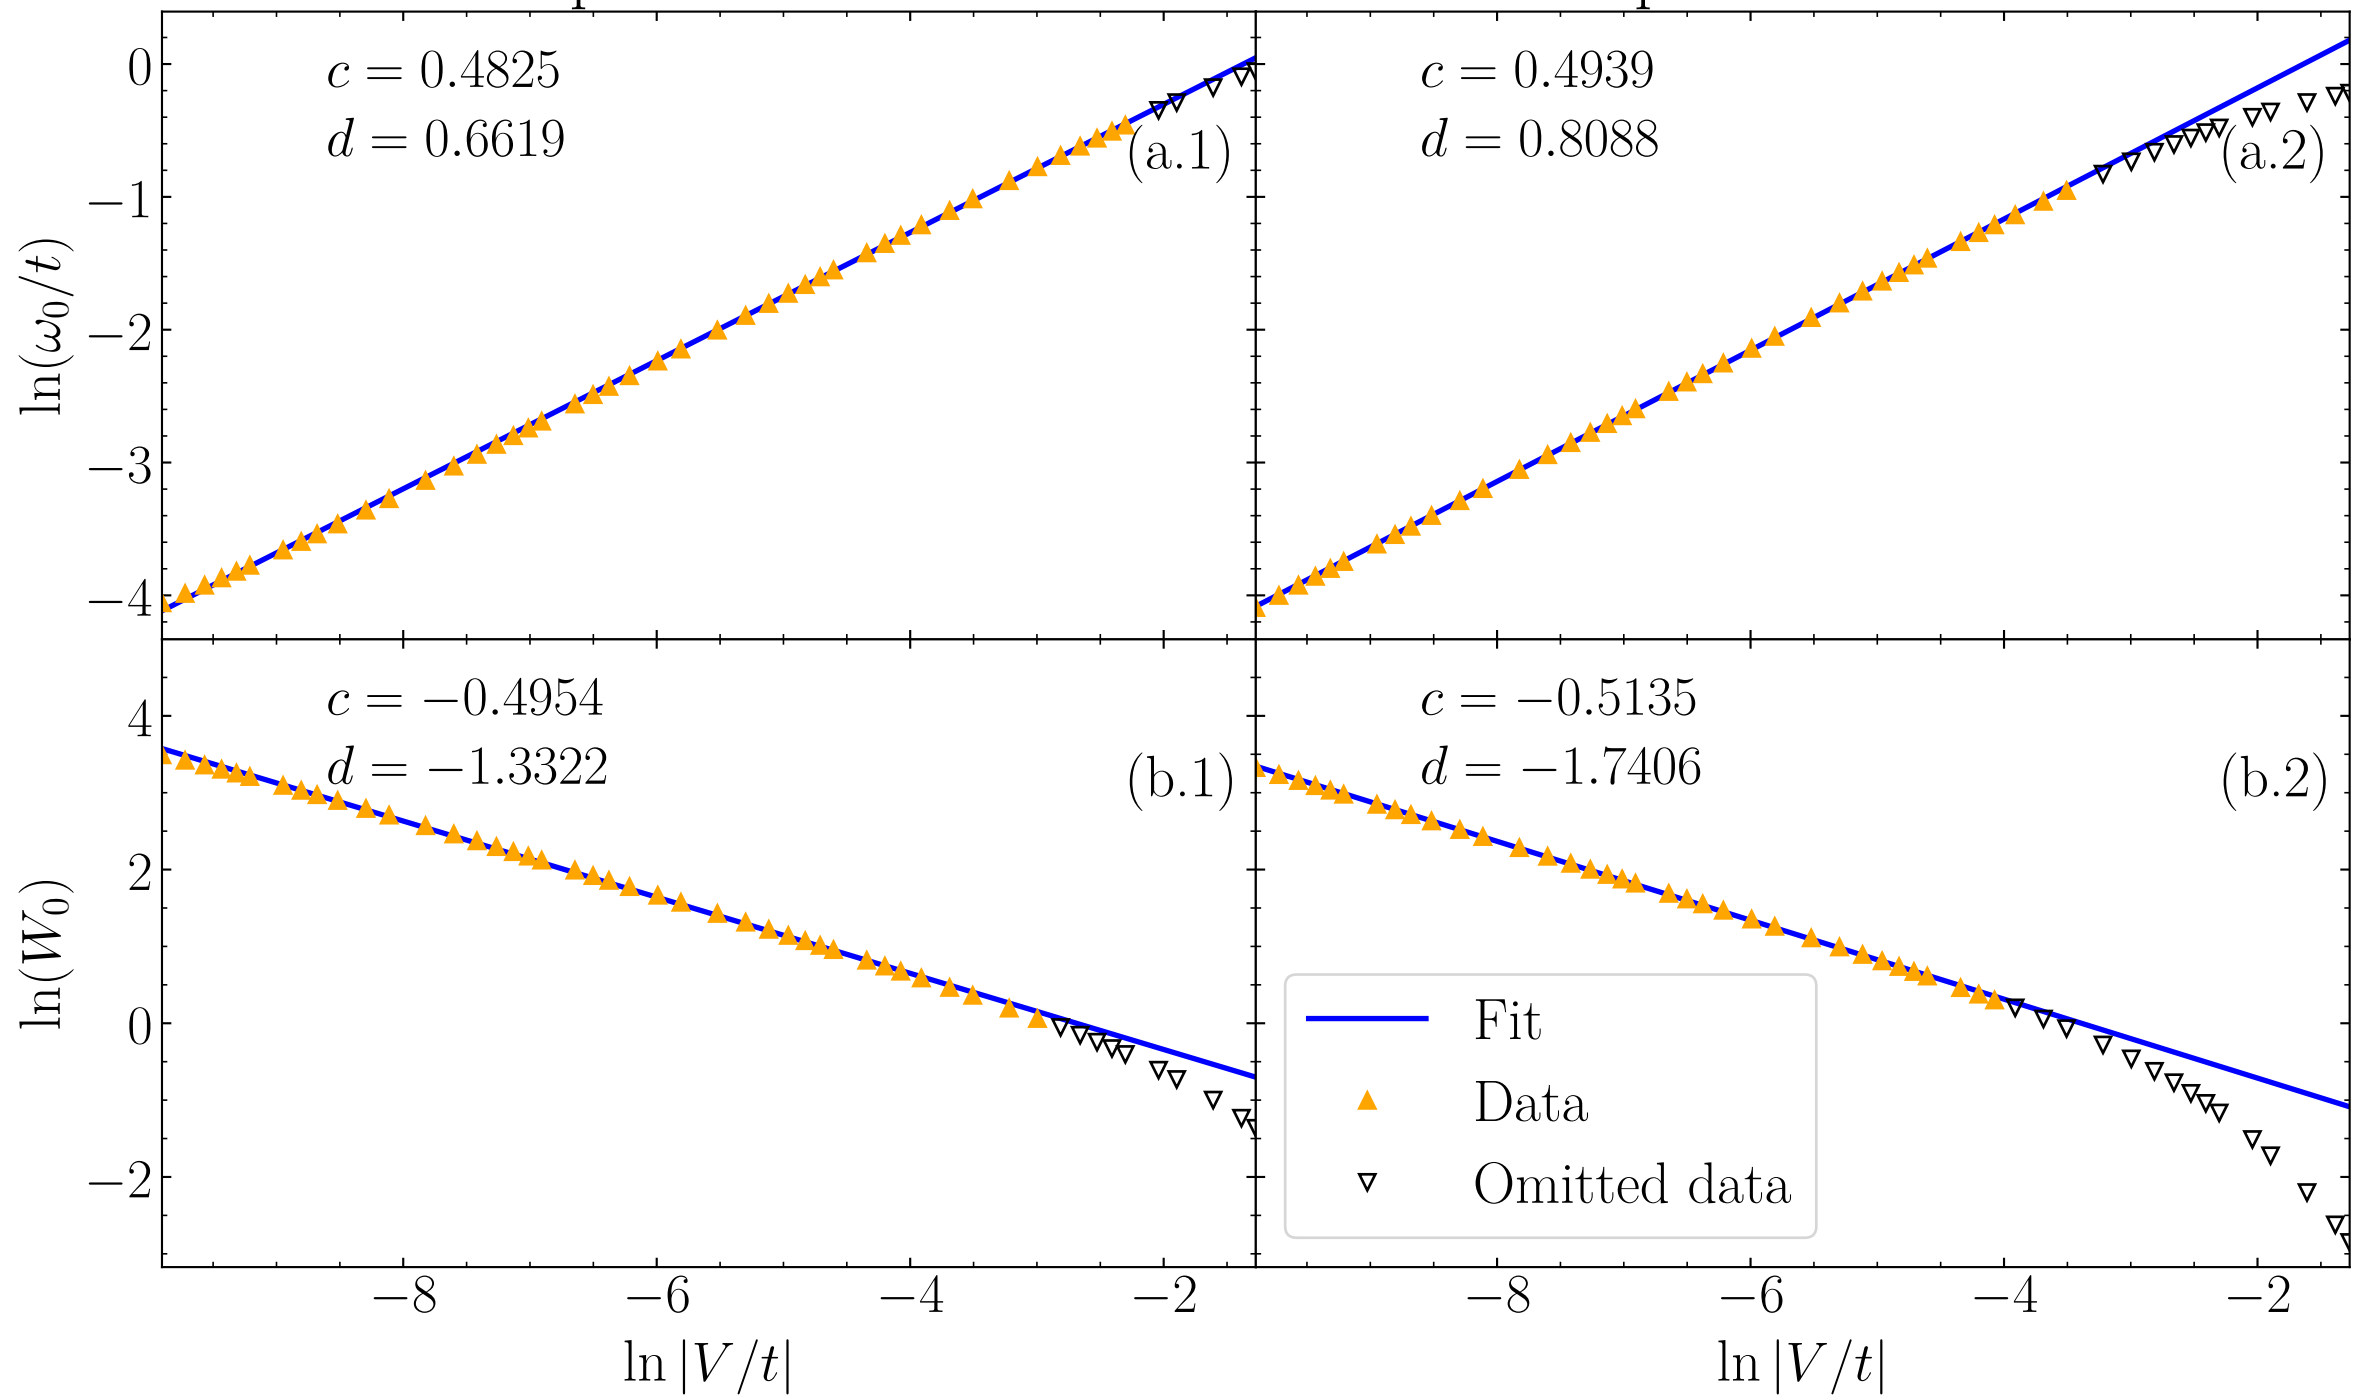 c = 0.4825
d = 0.6619
(a.1)
0
−1
−2
−3
−4
ln(ω₀/t)
c = 0.4939
d = 0.8088
(a.2)
c = −0.4954
d = −1.3322
(b.1)
4
2
0
−2
ln(W₀)
c = −0.5135
d = −1.7406
(b.2)
Fit
Data
Omitted data
−8 −6 −4 −2
−8 −6 −4 −2
ln |V/t|
ln |V/t|